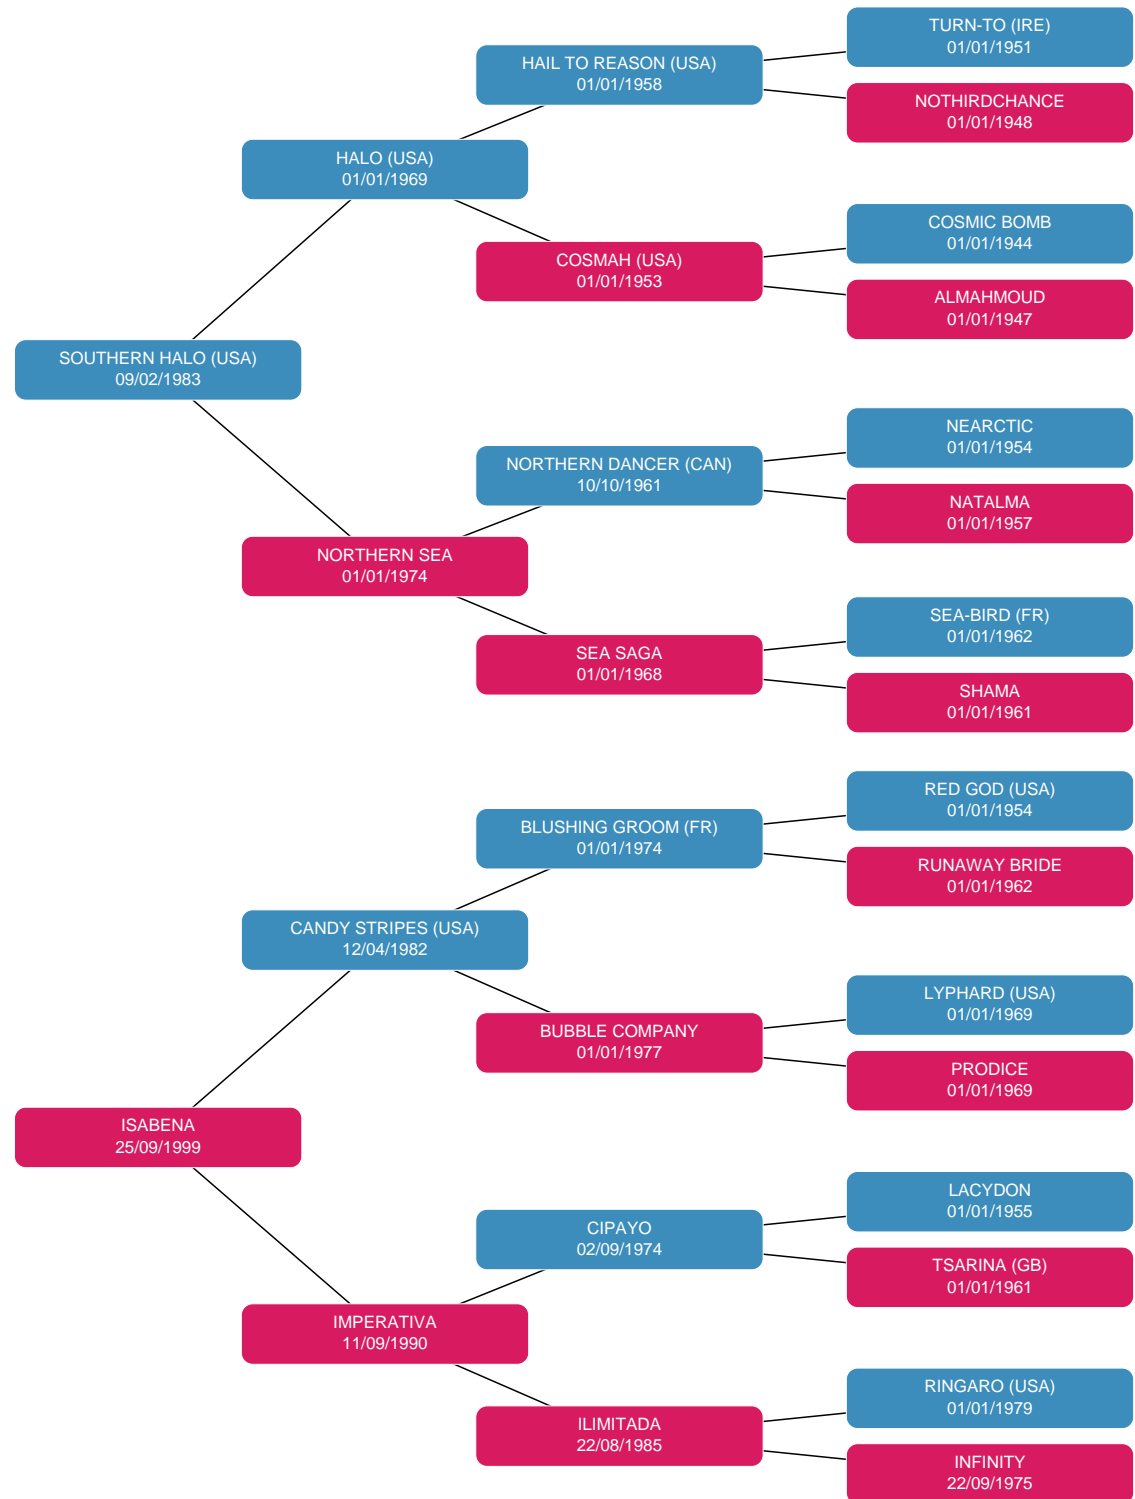 TURN-TO (IRE)
01/01/1951
HAIL TO REASON (USA)
01/01/1958
NOTHIRDCHANCE
01/01/1948
HALO (USA)
01/01/1969
COSMIC BOMB
01/01/1944
COSMAH (USA)
01/01/1953
ALMAHMOUD
01/01/1947
SOUTHERN HALO (USA)
09/02/1983
NEARCTIC
01/01/1954
NORTHERN DANCER (CAN)
10/10/1961
NATALMA
01/01/1957
NORTHERN SEA
01/01/1974
SEA-BIRD (FR)
01/01/1962
SEA SAGA
01/01/1968
SHAMA
01/01/1961
RED GOD (USA)
01/01/1954
BLUSHING GROOM (FR)
01/01/1974
RUNAWAY BRIDE
01/01/1962
CANDY STRIPES (USA)
12/04/1982
LYPHARD (USA)
01/01/1969
BUBBLE COMPANY
01/01/1977
PRODICE
01/01/1969
ISABENA
25/09/1999
LACYDON
01/01/1955
CIPAYO
02/09/1974
TSARINA (GB)
01/01/1961
IMPERATIVA
11/09/1990
RINGARO (USA)
01/01/1979
ILIMITADA
22/08/1985
INFINITY
22/09/1975